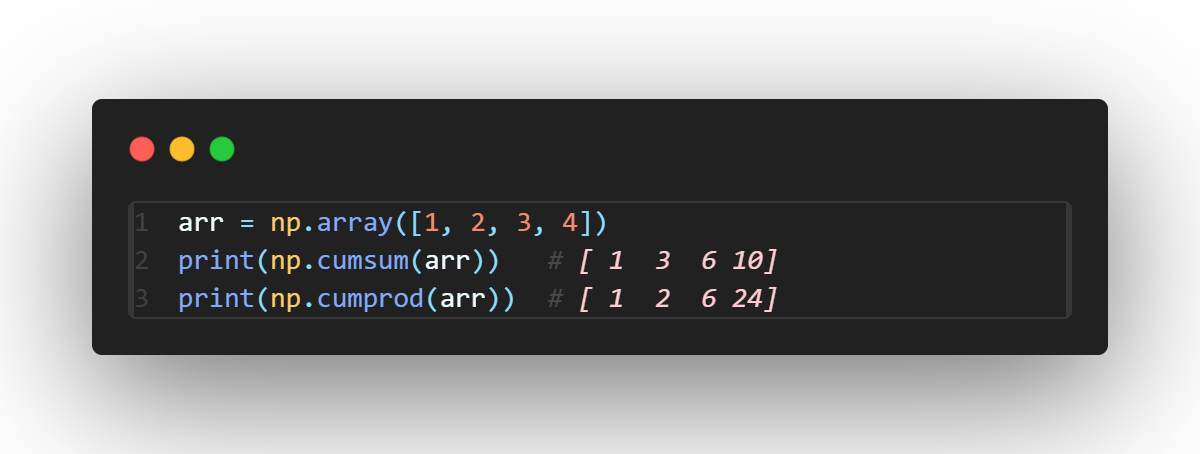 1 arr = np.array([1, 2, 3, 4])
2 print(np.cumsum(arr))   # [ 1  3  6 10]
3 print(np.cumprod(arr))  # [ 1  2  6 24]